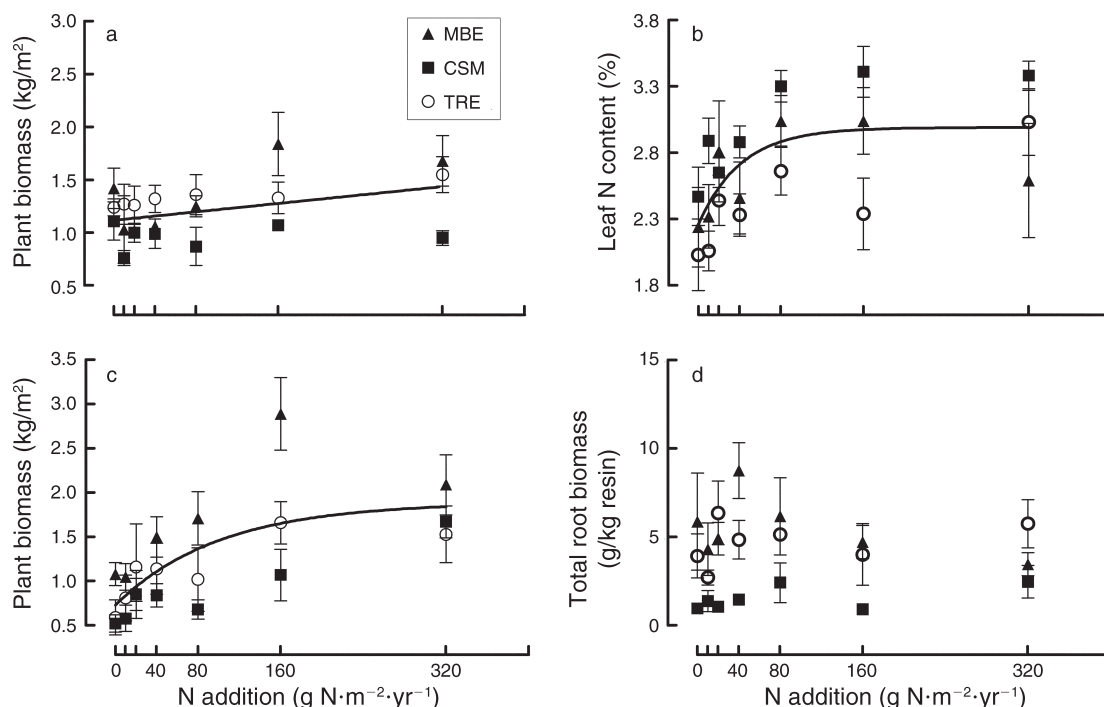 a
3.0
2.5
2.0
1.5
1.0
0.5
Plant biomass (kg/m²)
MBE
CSM
TRE
b
3.8
3.3
2.8
2.3
1.8
Leaf N content (%)
c
3.5
3.0
2.5
2.0
1.5
1.0
0.5
Plant biomass (kg/m²)
0 40 80 160 320
N addition (g N·m⁻²·yr⁻¹)
d
15
10
5
0
Total root biomass
(g/kg resin)
0 40 80 160 320
N addition (g N·m⁻²·yr⁻¹)